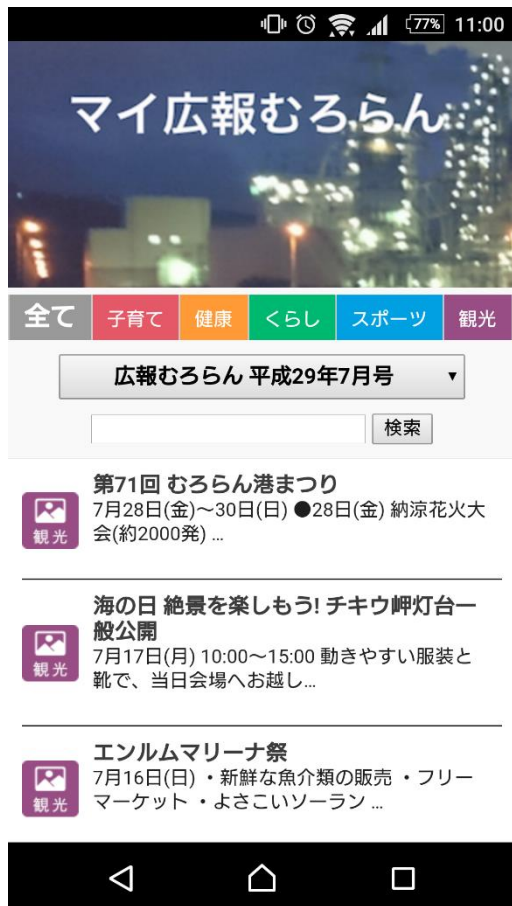 77% 11:00
マイ広報むろらん
全て 子育て 健康 くらし スポーツ 観光
広報むろらん 平成29年7月号 ▼
検索
第71回 むろらん港まつり
7月28日(金)～30日(日) ●28日(金) 納涼花火大
会(約2000発) ...
観光
海の日 絶景を楽しもう! チキウ岬灯台一
般公開
7月17日(月) 10:00～15:00 動きやすい服装と
靴で、当日会場へお越し...
観光
エンルムマリーナ祭
7月16日(日) ・新鮮な魚介類の販売 ・フリー
マーケット ・よさこいソーラン ...
観光